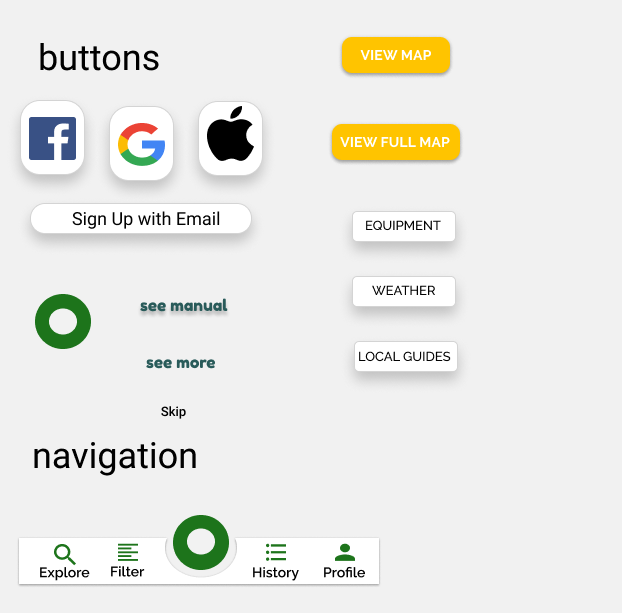 buttons
VIEW MAP
VIEW FULL MAP
Sign Up with Email
EQUIPMENT
WEATHER
see manual
see more
LOCAL GUIDES
Skip
navigation
Explore
Filter
History
Profile